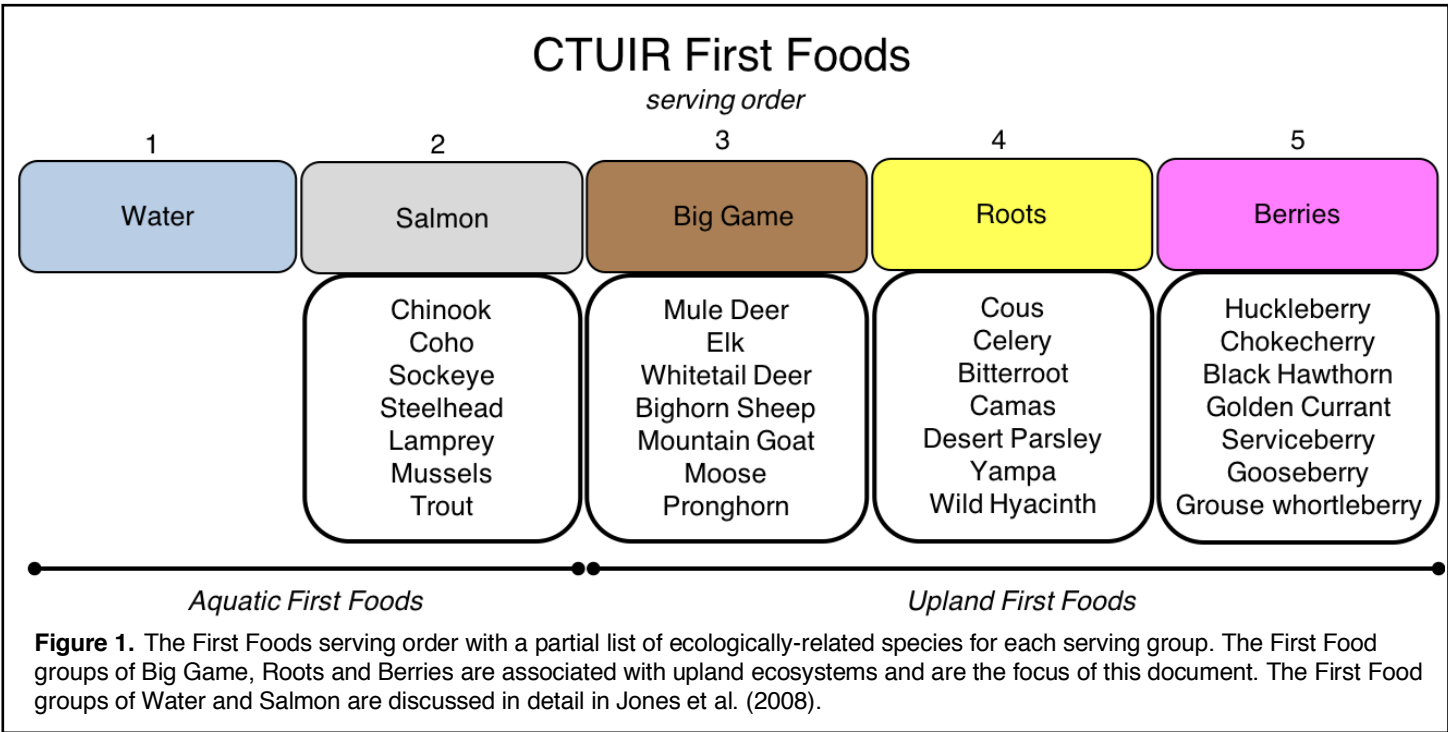 CTUIR First Foods
serving order
1 2 3 4 5
Water Salmon Big Game Roots Berries
Chinook
Coho
Sockeye
Steelhead
Lamprey
Mussels
Trout
Mule Deer
Elk
Whitetail Deer
Bighorn Sheep
Mountain Goat
Moose
Pronghorn
Cous
Celery
Bitterroot
Camas
Desert Parsley
Yampa
Wild Hyacinth
Huckleberry
Chokecherry
Black Hawthorn
Golden Currant
Serviceberry
Gooseberry
Grouse whortleberry
Aquatic First Foods Upland First Foods
Figure 1. The First Foods serving order with a partial list of ecologically-related species for each serving group. The First Food
groups of Big Game, Roots and Berries are associated with upland ecosystems and are the focus of this document. The First Food
groups of Water and Salmon are discussed in detail in Jones et al. (2008).